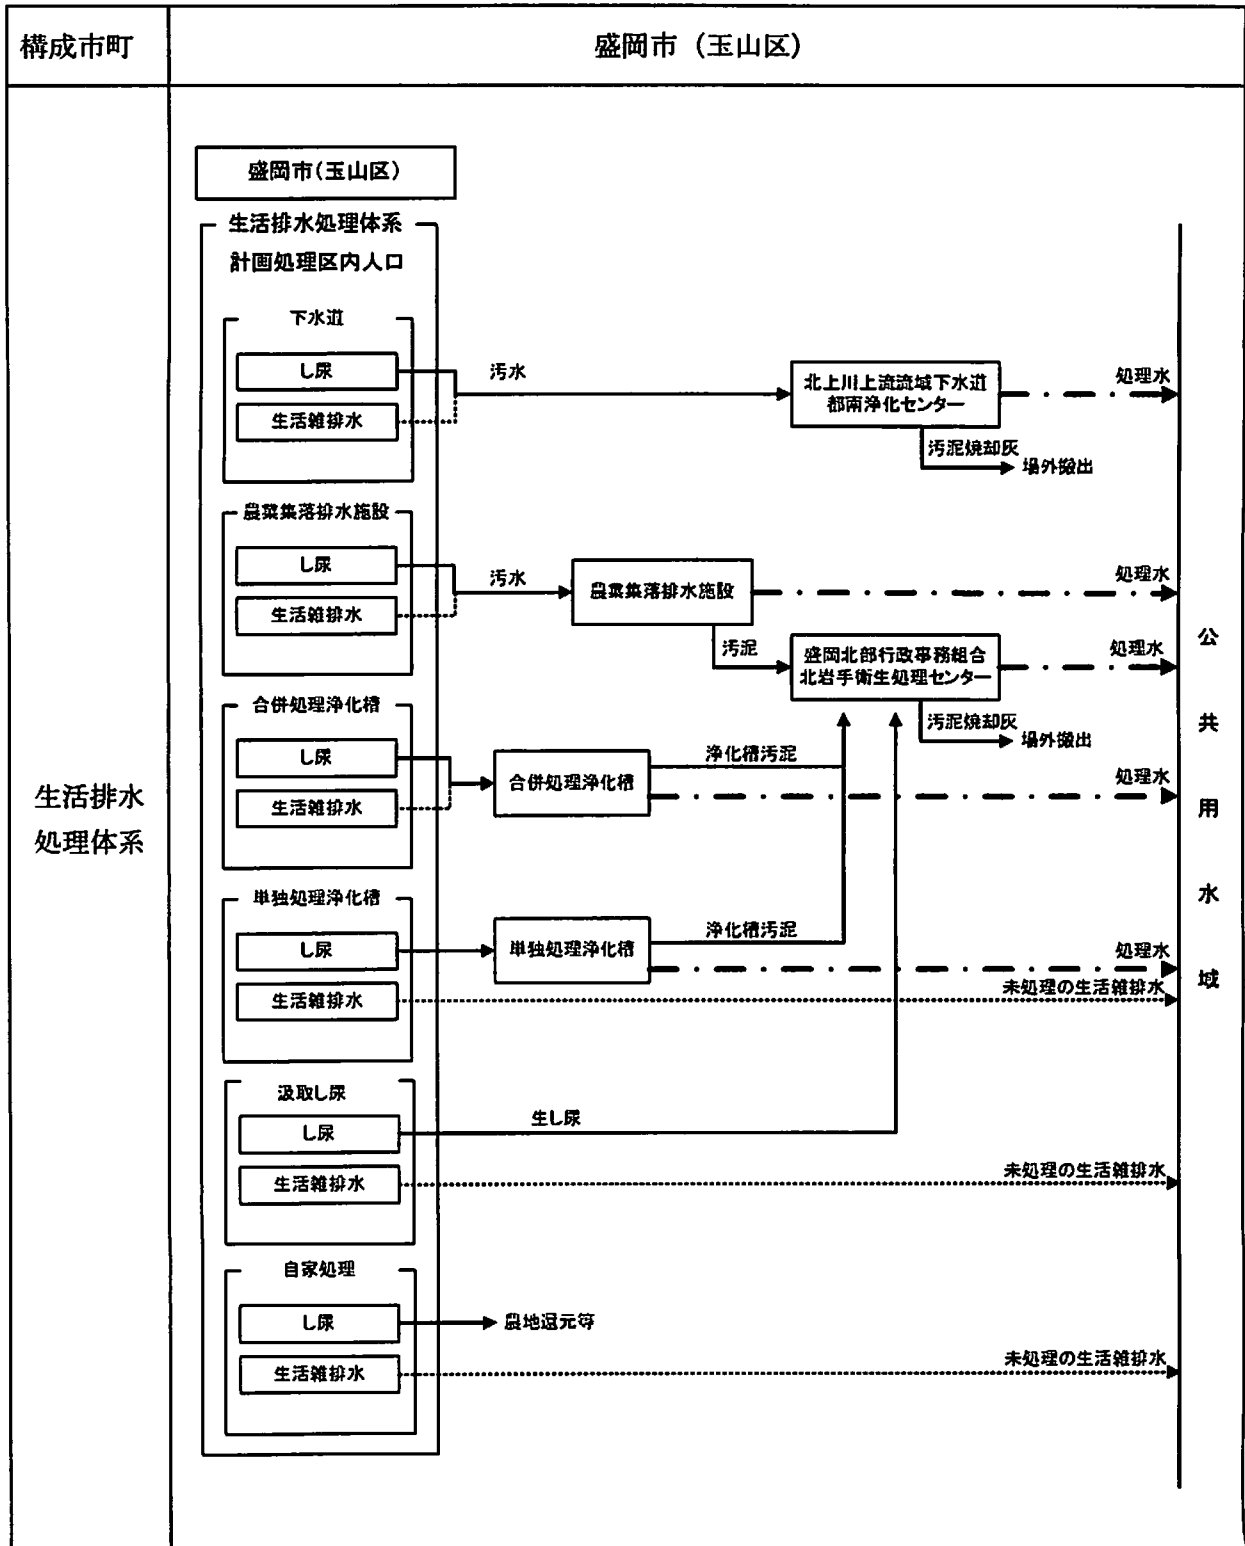 構成市町
盛岡市（玉山区）
生活排水
処理体系
盛岡市(玉山区)
生活排水処理体系
計画処理区内人口
下水道
し尿
生活雑排水
汚水
北上川上流流域下水道
都南浄化センター
処理水
汚泥焼却灰
場外搬出
農業集落排水施設
し尿
生活雑排水
汚水
農業集落排水施設
処理水
汚泥
盛岡北部行政事務組合
北岩手衛生処理センター
処理水
汚泥焼却灰
場外搬出
合併処理浄化槽
し尿
生活雑排水
合併処理浄化槽
浄化槽汚泥
処理水
単独処理浄化槽
し尿
生活雑排水
単独処理浄化槽
浄化槽汚泥
処理水
未処理の生活雑排水
汲取し尿
し尿
生活雑排水
生し尿
未処理の生活雑排水
自家処理
し尿
生活雑排水
農地還元等
未処理の生活雑排水
公共用水域